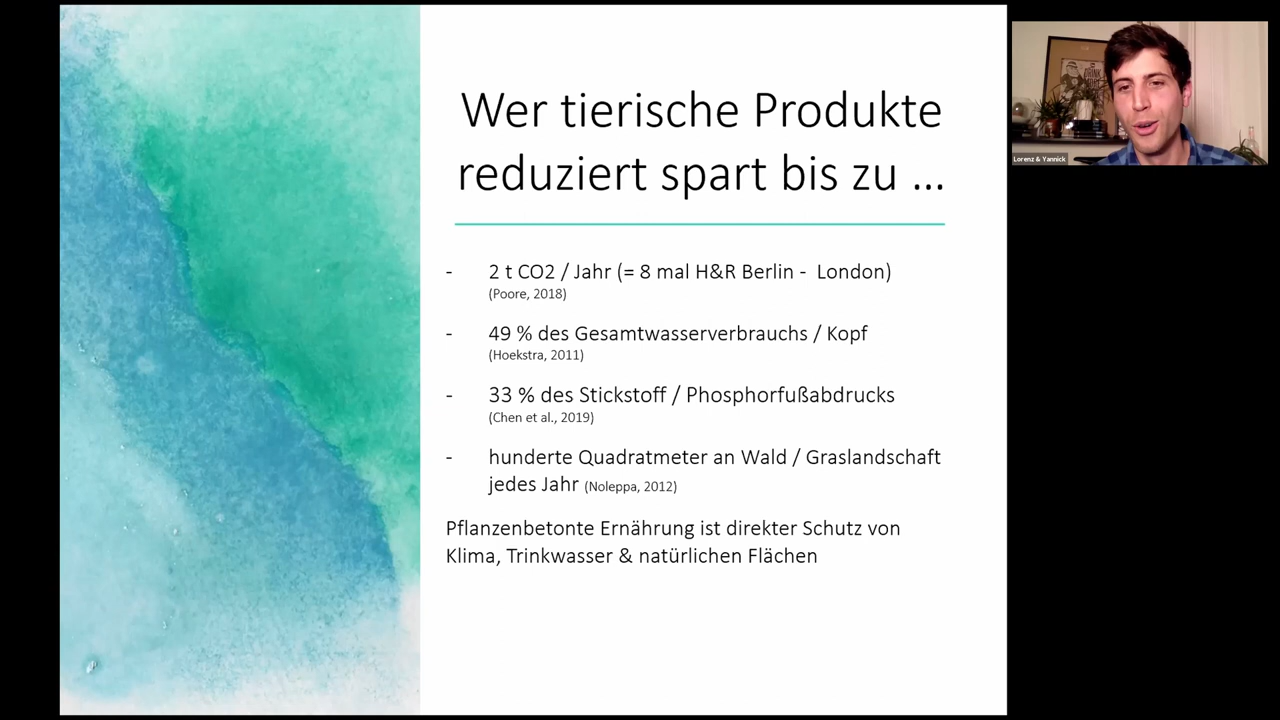 Wer tierische Produkte
reduziert spart bis zu ...
- 2 t CO2 / Jahr (= 8 mal H&R Berlin - London)
(Poore, 2018)
- 49 % des Gesamtwasserverbrauchs / Kopf
(Hoekstra, 2011)
- 33 % des Stickstoff / Phosphorfußabdrucks
(Chen et al., 2019)
- hunderte Quadratmeter an Wald / Graslandschaft
jedes Jahr (Noleppa, 2012)
Pflanzenbetonte Ernährung ist direkter Schutz von
Klima, Trinkwasser & natürlichen Flächen
Lorenz & Yannick